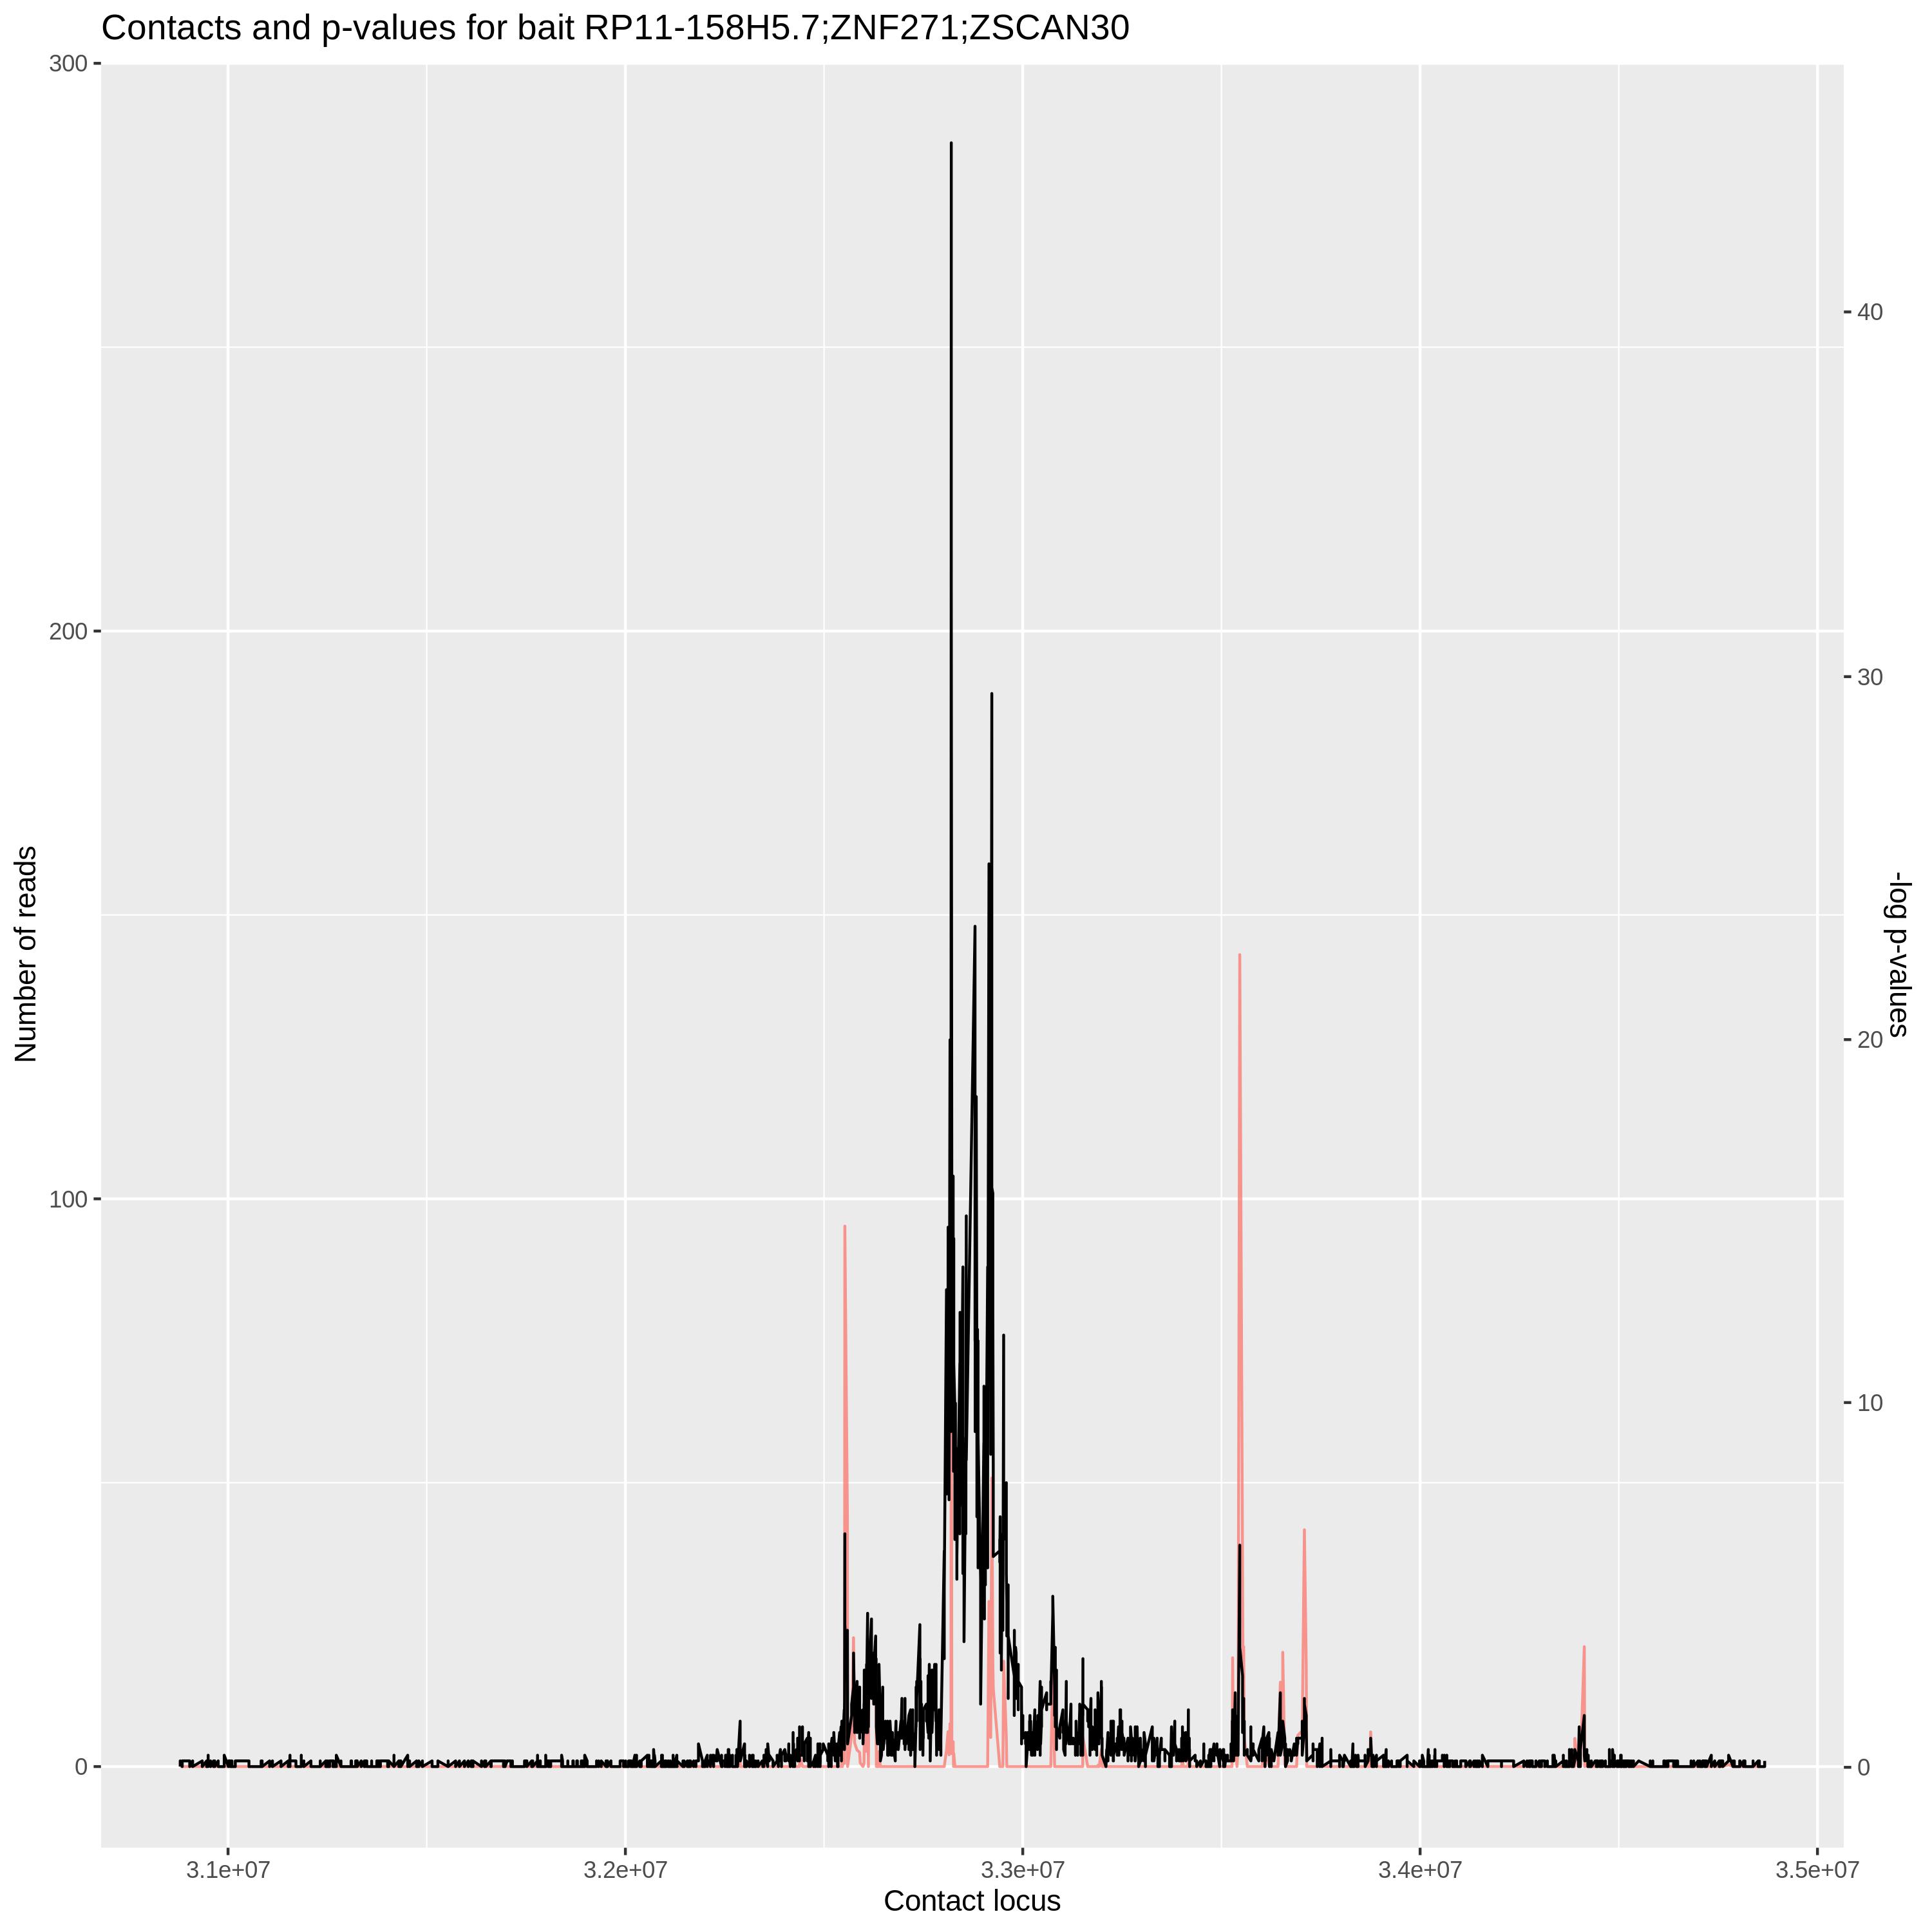 Contacts and p-values for bait RP11-158H5.7;ZNF271;ZSCAN30
300
200
100
0
Number of reads
40
30
20
10
0
-log p-values
3.1e+07
3.2e+07
3.3e+07
3.4e+07
3.5e+07
Contact locus